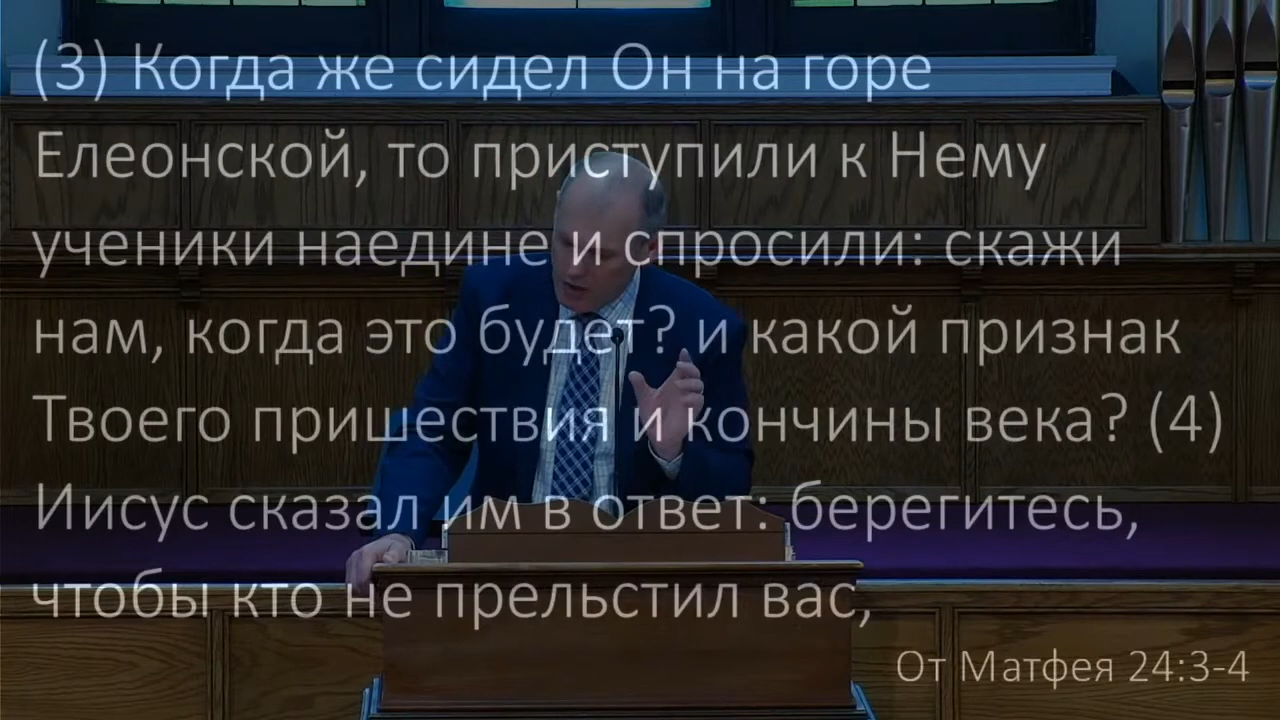 (3) Когда же сидел Он на горе
Елеонской, то приступили к Нему
ученики наедине и спросили: скажи
нам, когда это будет? и какой признак
Твоего пришествия и кончины века? (4)
Иисус сказал им в ответ: берегитесь,
чтобы кто не прельстил вас,
От Матфея 24:3-4